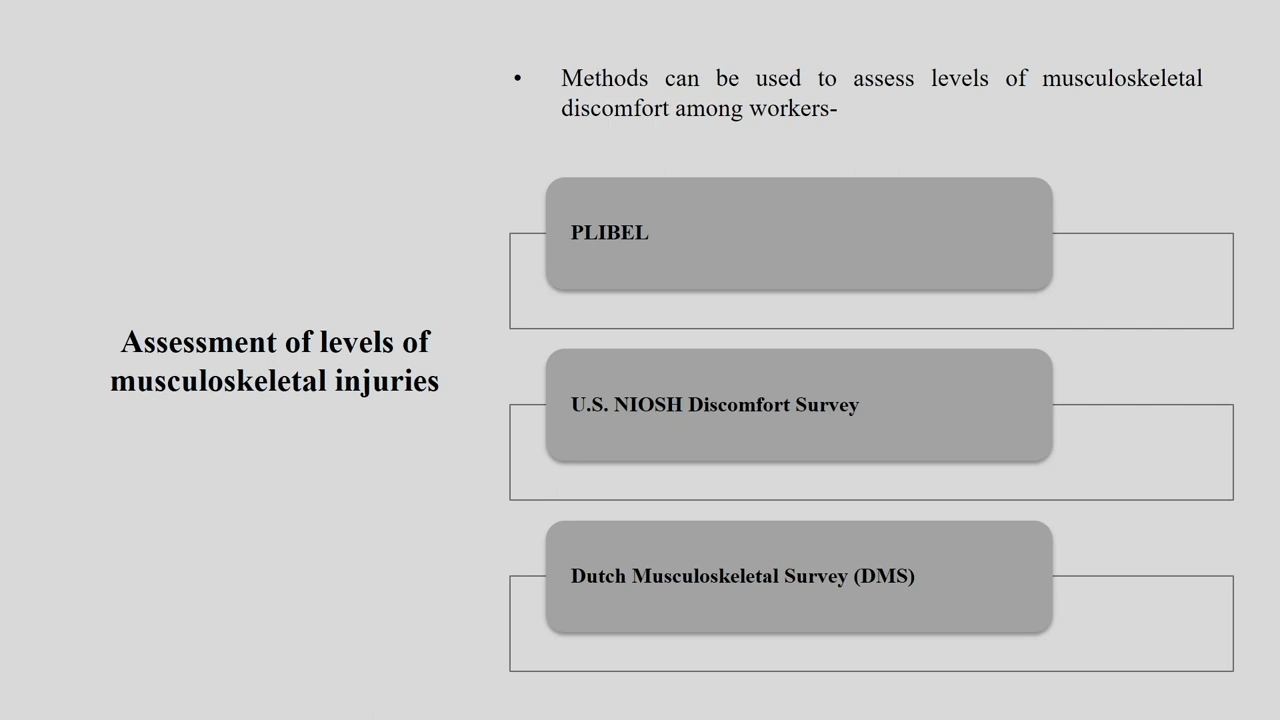 Assessment of levels of
musculoskeletal injuries
• Methods can be used to assess levels of musculoskeletal
discomfort among workers-
PLIBEL
U.S. NIOSH Discomfort Survey
Dutch Musculoskeletal Survey (DMS)